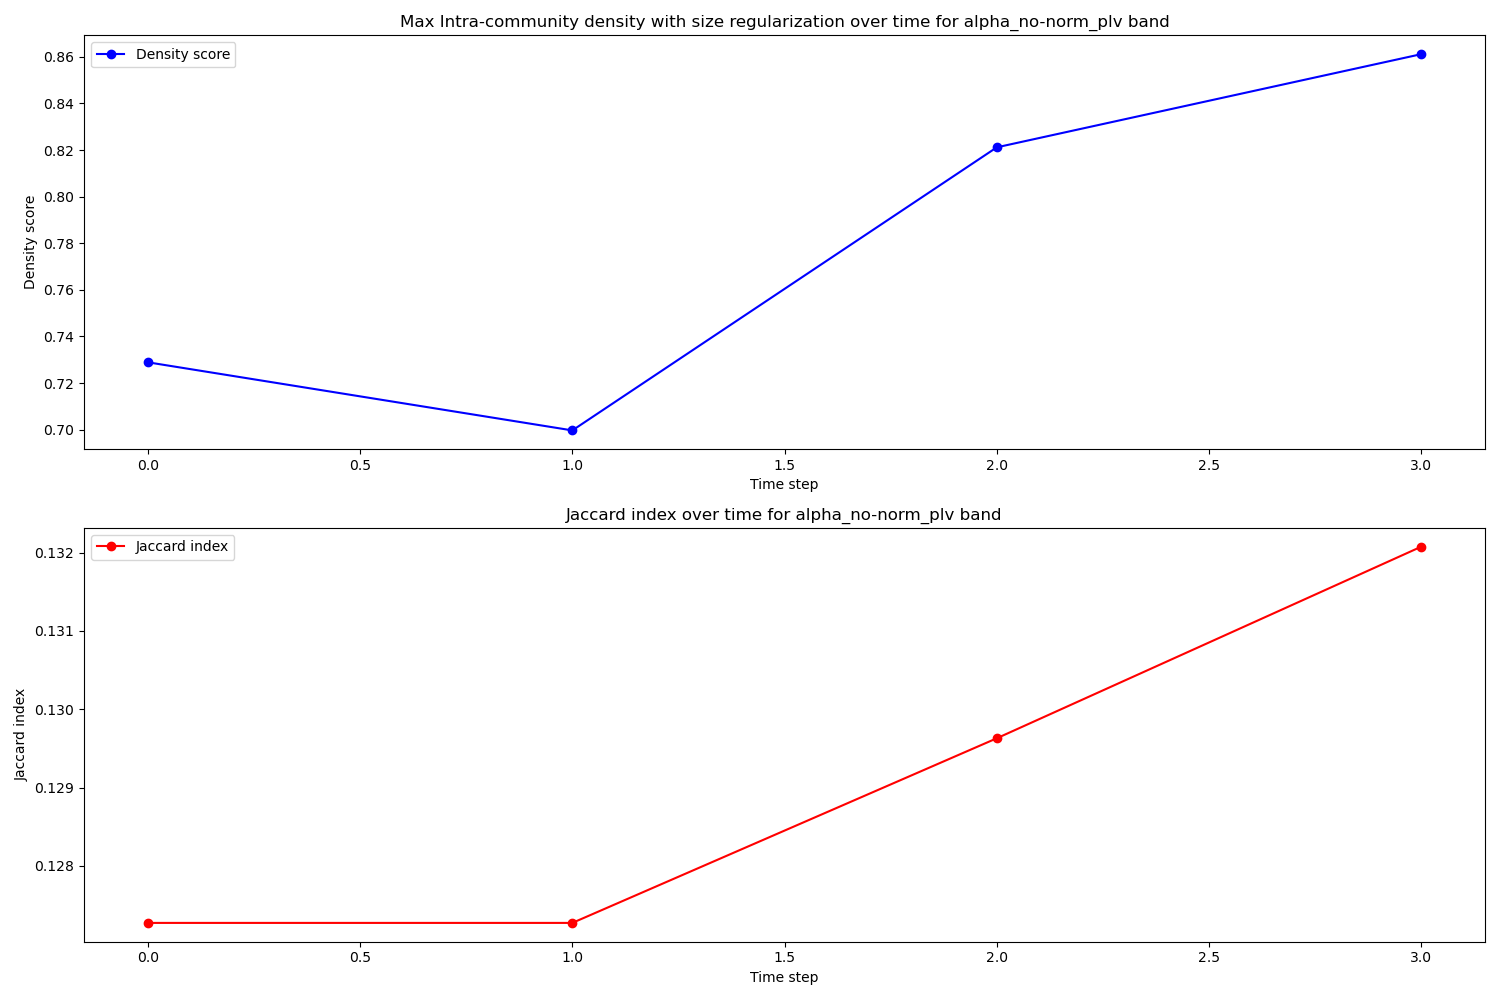 Max Intra-community density with size regularization over time for alpha_no-norm_plv band
Density score
0.86
0.84
0.82
0.80
0.78
0.76
0.74
0.72
0.70
Density score
0.0 0.5 1.0 1.5 2.0 2.5 3.0
Time step
Jaccard index over time for alpha_no-norm_plv band
Jaccard index
0.132
0.131
0.130
0.129
0.128
Jaccard index
0.0 0.5 1.0 1.5 2.0 2.5 3.0
Time step